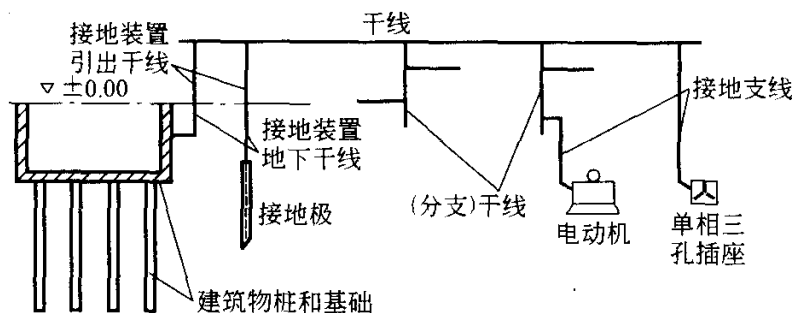 干线
接地装置
引出干线
▽ ±0.00
接地支线
接地装置
地下干线
接地极
(分支)干线
电动机
单相三
孔插座
建筑物桩和基础